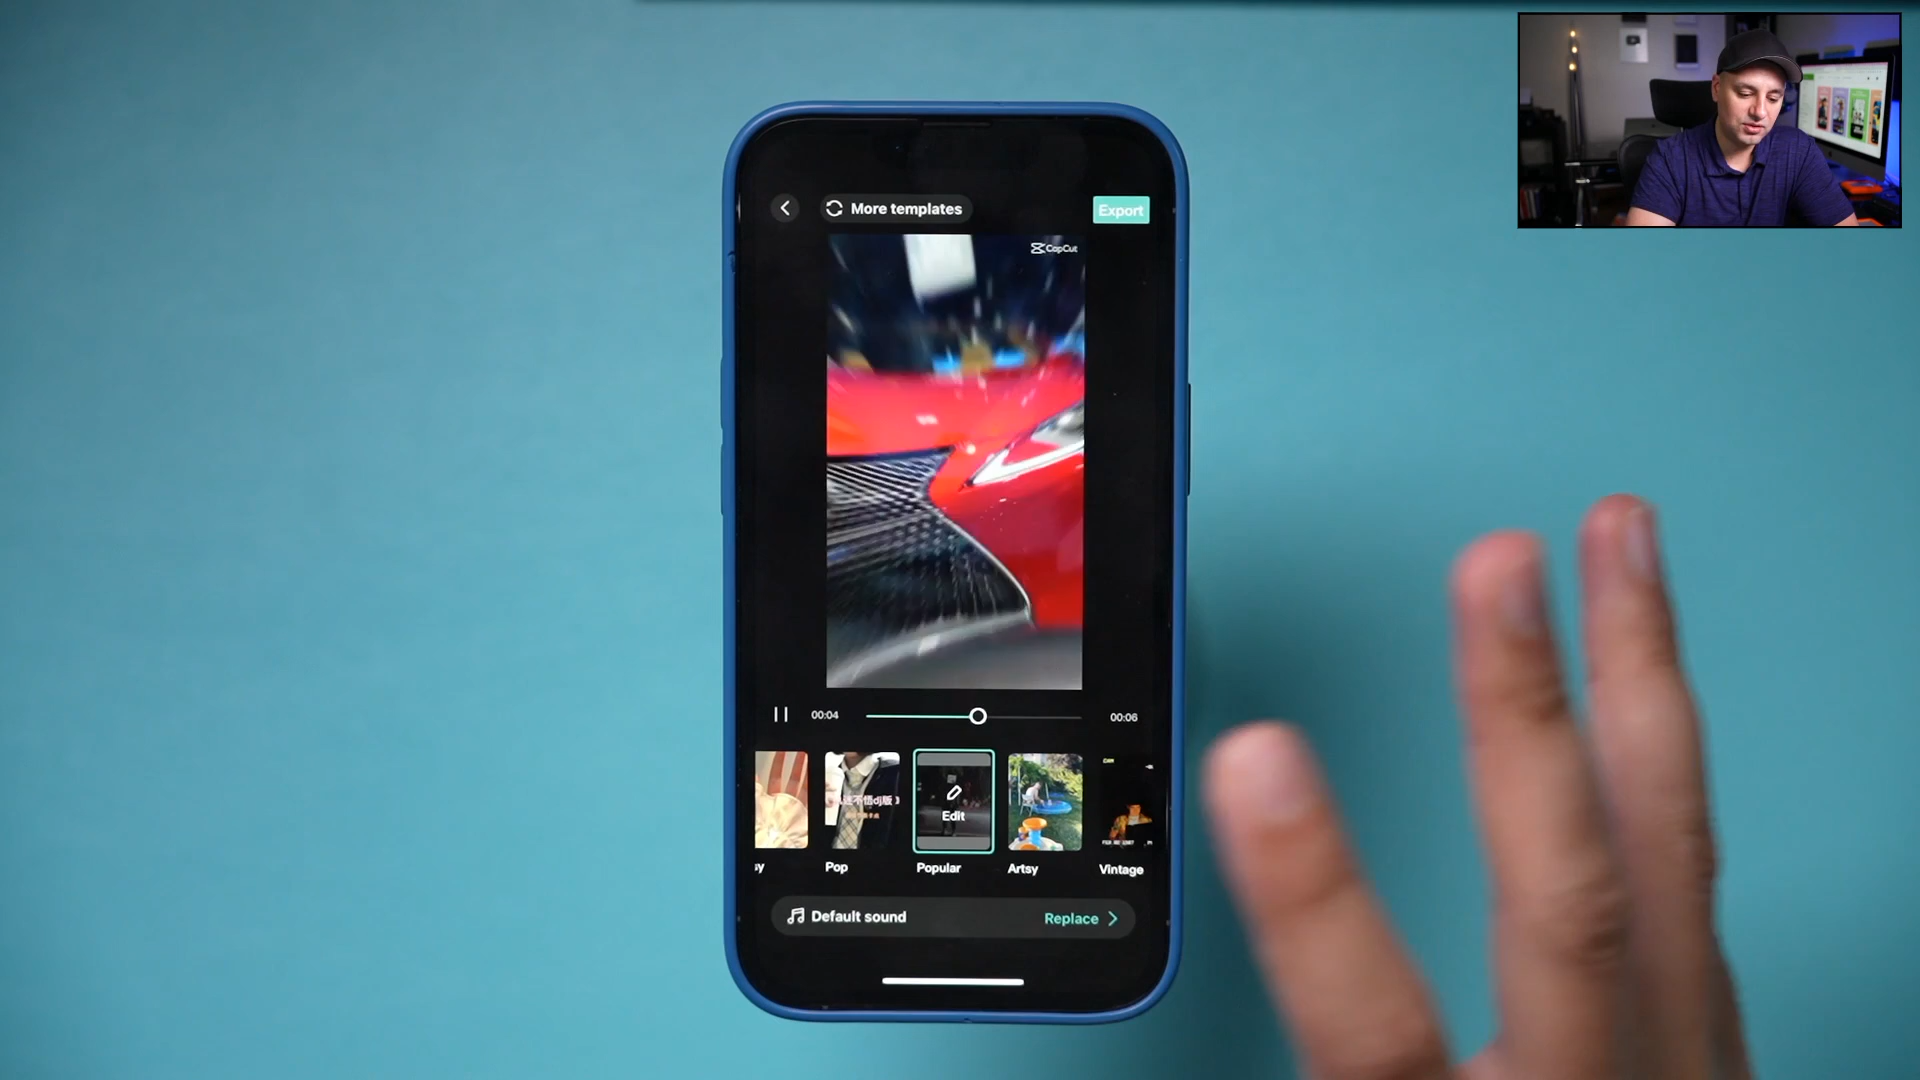 More templates
Export
CapCut
00:04
00:06
Edit
Pop
Popular
Artsy
Vintage
Default sound
Replace